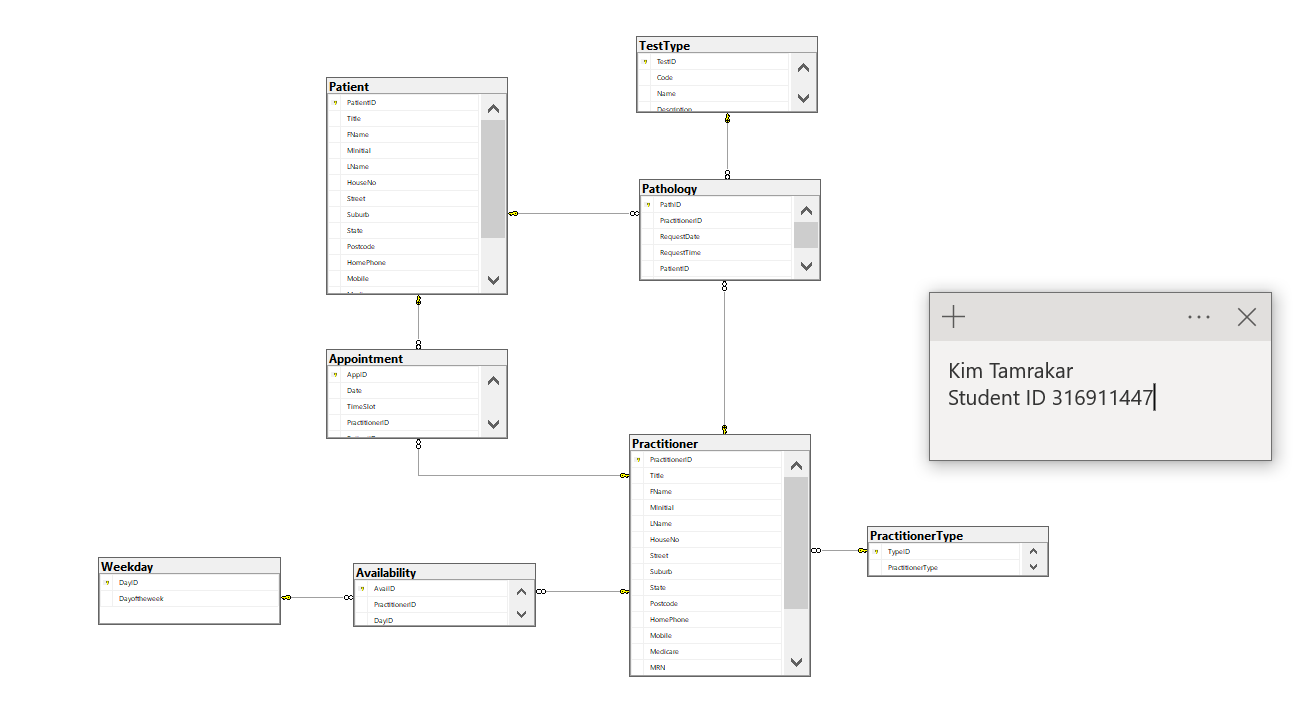 TestType
TestID
Code
Name
Description
Patient
PatientID
Title
FName
MInitial
LName
HouseNo
Street
Suburb
State
Postcode
HomePhone
Mobile
Pathology
PathID
PractitionerID
RequestDate
RequestTime
PatientID
Kim Tamrakar
Student ID 316911447
Appointment
AppID
Date
TimeSlot
PractitionerID
Practitioner
PractitionerID
Title
FName
MInitial
LName
HouseNo
Street
Suburb
State
Postcode
HomePhone
Mobile
Medicare
MRN
PractitionerType
TypeID
PractitionerType
Weekday
DayID
Dayoftheweek
Availability
AvailID
PractitionerID
DayID